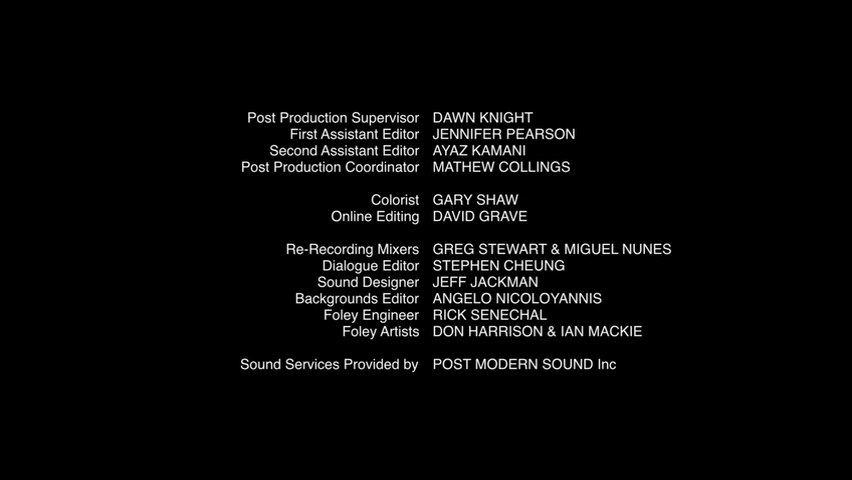 Post Production Supervisor DAWN KNIGHT
First Assistant Editor JENNIFER PEARSON
Second Assistant Editor AYAZ KAMANI
Post Production Coordinator MATHEW COLLINGS
Colorist GARY SHAW
Online Editing DAVID GRAVE
Re-Recording Mixers GREG STEWART & MIGUEL NUNES
Dialogue Editor STEPHEN CHEUNG
Sound Designer JEFF JACKMAN
Backgrounds Editor ANGELO NICOLOYANNIS
Foley Engineer RICK SENECHAL
Foley Artists DON HARRISON & IAN MACKIE
Sound Services Provided by POST MODERN SOUND Inc